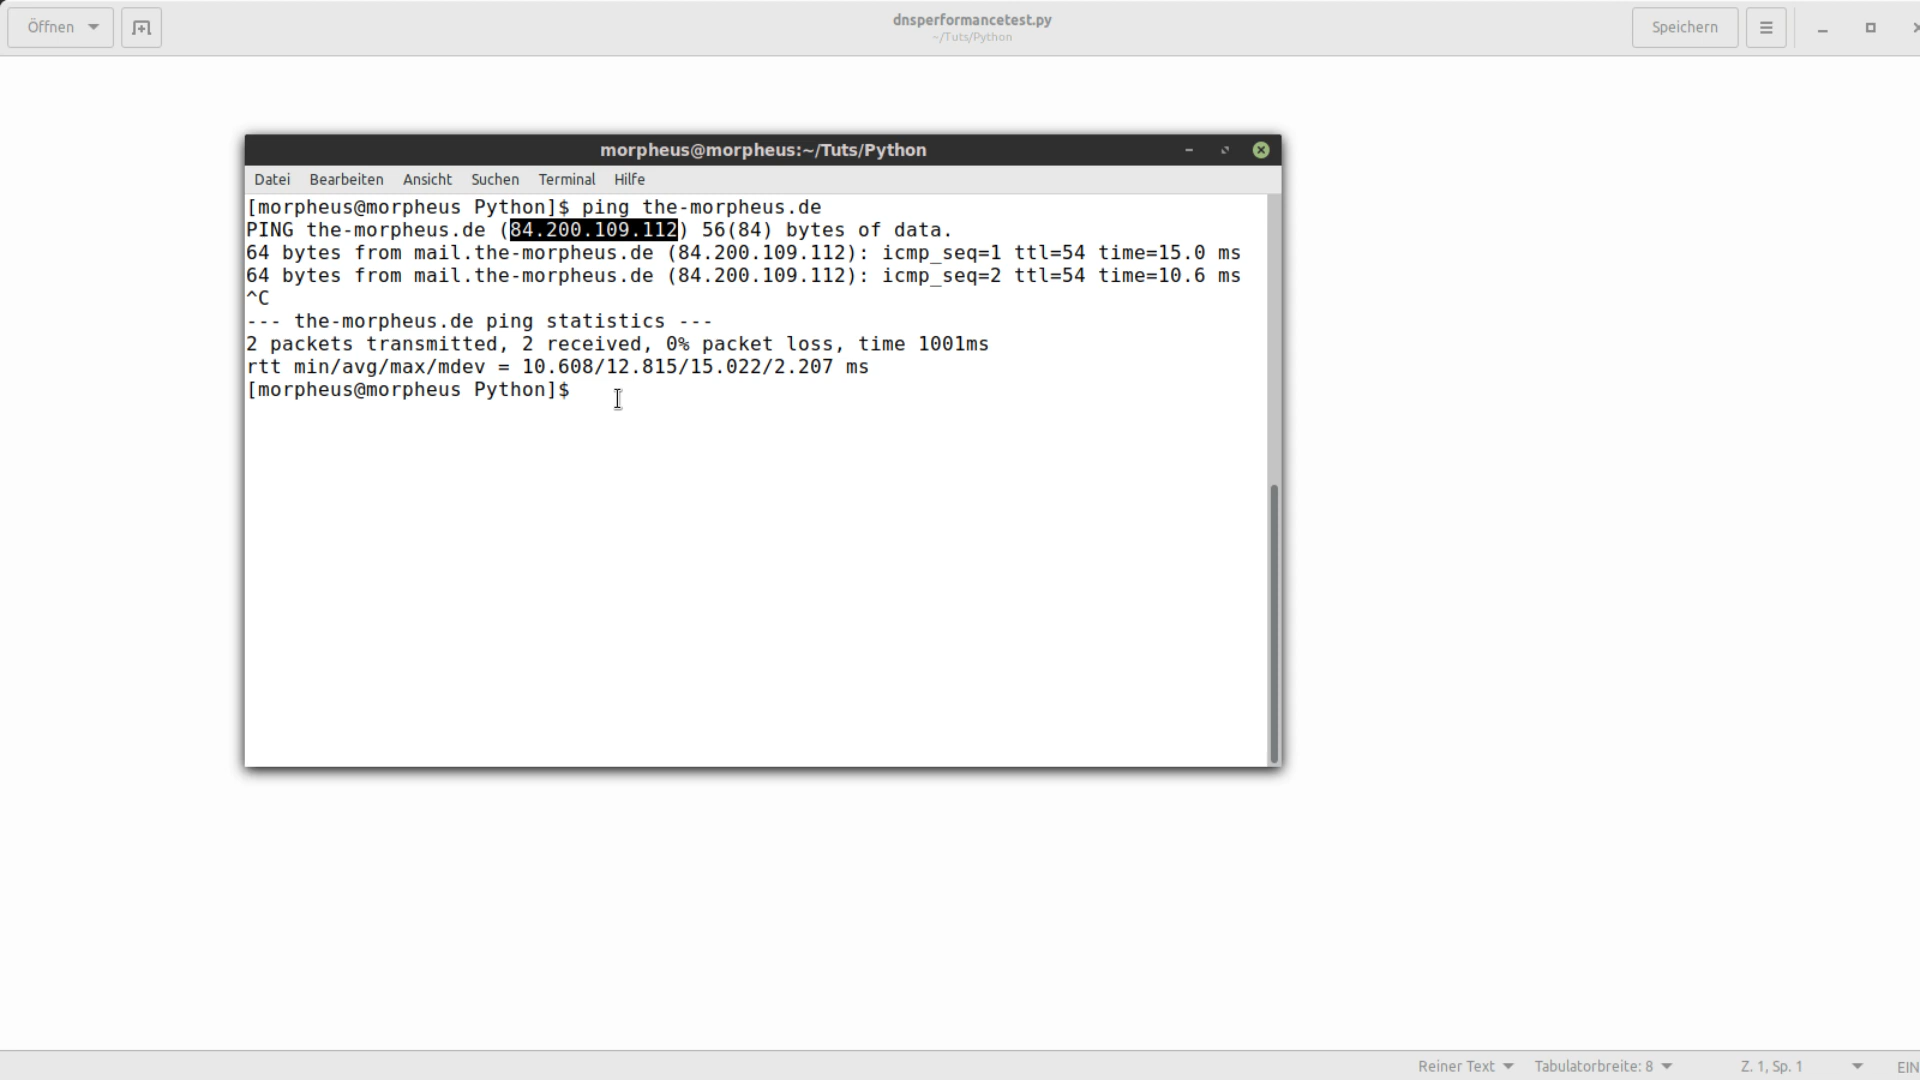 Öffnen
dnsperformancetest.py
~/Tuts/Python
Speichern
morpheus@morpheus:~/Tuts/Python
Datei Bearbeiten Ansicht Suchen Terminal Hilfe
[morpheus@morpheus Python]$ ping the-morpheus.de
PING the-morpheus.de (84.200.109.112) 56(84) bytes of data.
64 bytes from mail.the-morpheus.de (84.200.109.112): icmp_seq=1 ttl=54 time=15.0 ms
64 bytes from mail.the-morpheus.de (84.200.109.112): icmp_seq=2 ttl=54 time=10.6 ms
^C
--- the-morpheus.de ping statistics ---
2 packets transmitted, 2 received, 0% packet loss, time 1001ms
rtt min/avg/max/mdev = 10.608/12.815/15.022/2.207 ms
[morpheus@morpheus Python]$
Reiner Text Tabulatorbreite: 8 Z. 1, Sp. 1 EIN